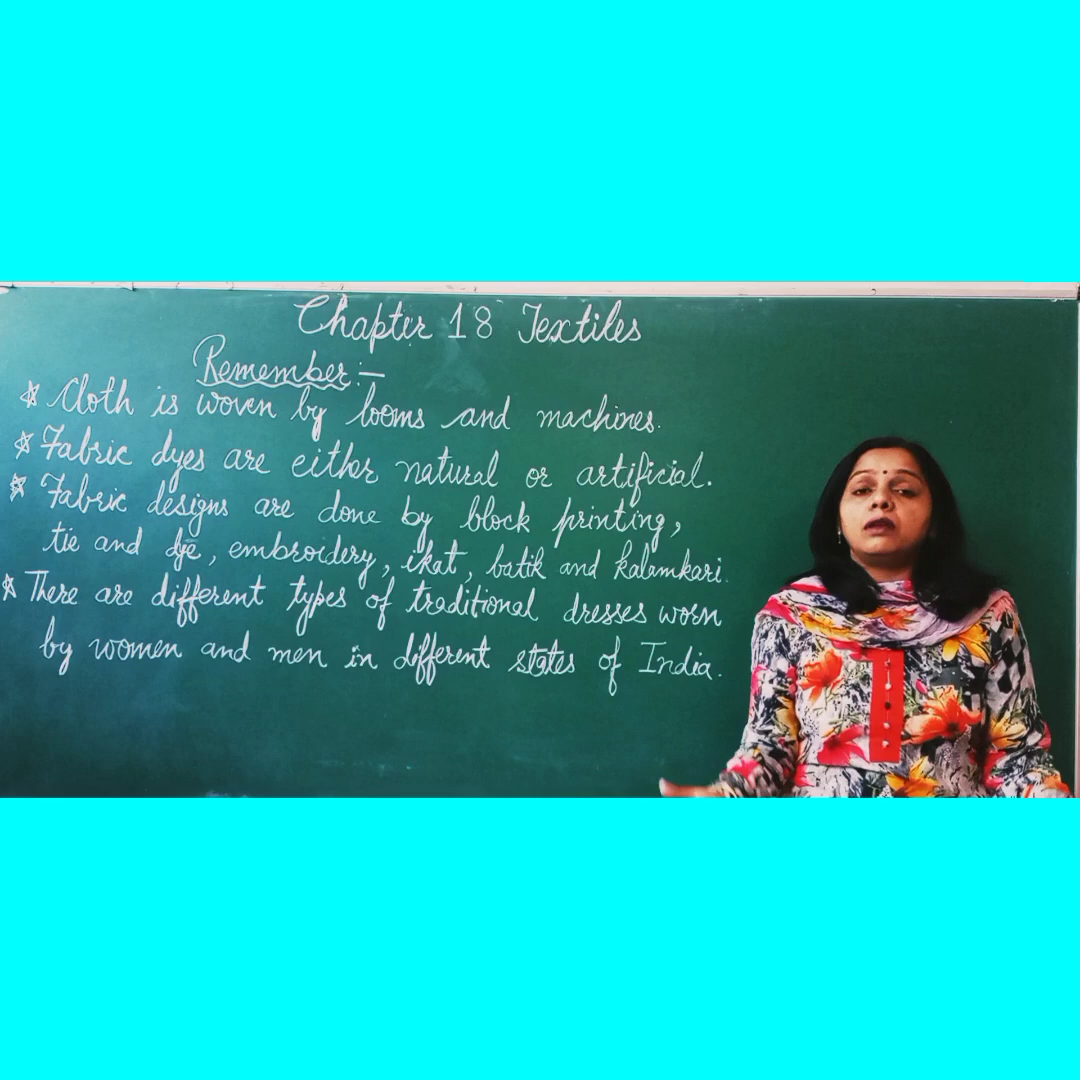 Chapter 18 Textiles
Remember:-
☆ Cloth is woven by looms and machines.
☆ Fabric dyes are either natural or artificial.
☆ Fabric designs are done by block printing,
tie and dye, embroidery, ikat, batik and kalamkari.
☆ There are different types of traditional dresses worn
by women and men in different states of India.